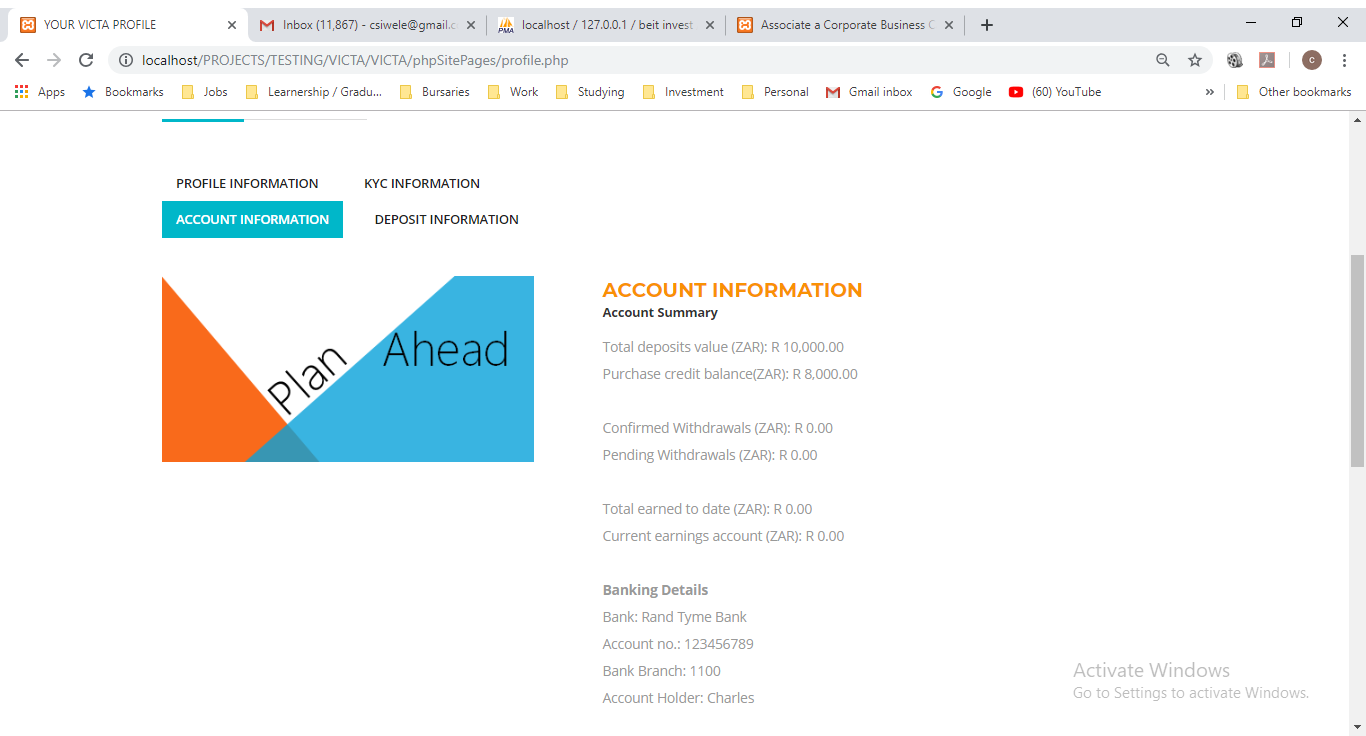 YOUR VICTA PROFILE
Inbox (11,867) - csiwele@gmail.c
PMA
localhost / 127.0.0.1 / beit invest
Associate a Corporate Business C
localhost/PROJECTS/TESTING/VICTA/VICTA/phpSitePages/profile.php
c
Apps Bookmarks Jobs Learnership / Gradu... Bursaries Work Studying Investment Personal Gmail inbox Google (60) YouTube » Other bookmarks
PROFILE INFORMATION KYC INFORMATION
ACCOUNT INFORMATION DEPOSIT INFORMATION
Plan Ahead
ACCOUNT INFORMATION
Account Summary
Total deposits value (ZAR): R 10,000.00
Purchase credit balance(ZAR): R 8,000.00
Confirmed Withdrawals (ZAR): R 0.00
Pending Withdrawals (ZAR): R 0.00
Total earned to date (ZAR): R 0.00
Current earnings account (ZAR): R 0.00
Banking Details
Bank: Rand Tyme Bank
Account no.: 123456789
Bank Branch: 1100
Account Holder: Charles
Activate Windows
Go to Settings to activate Windows.